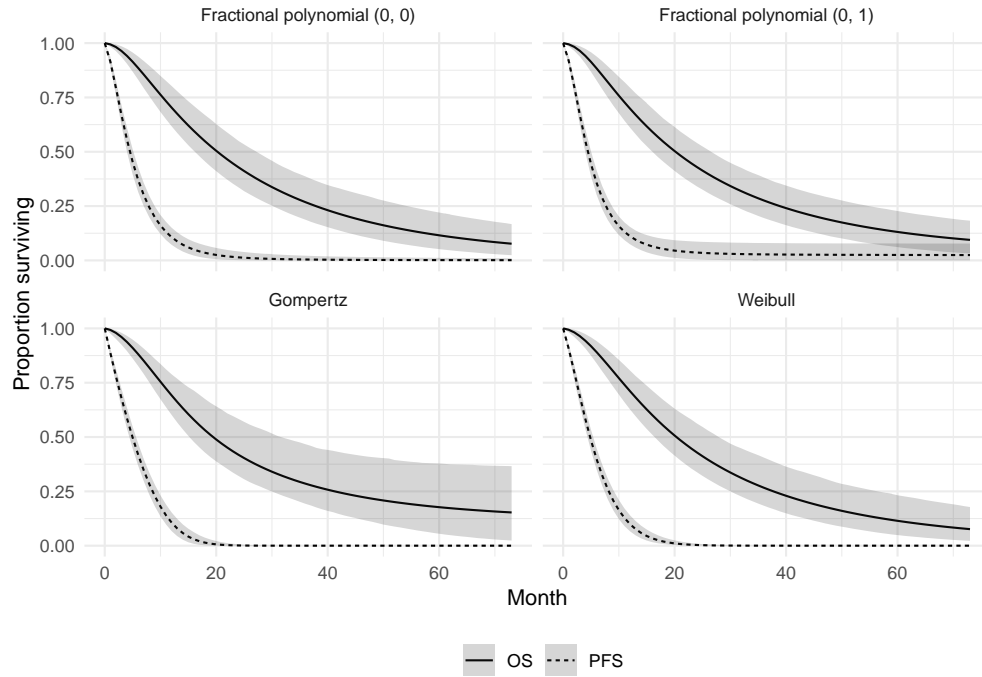 Fractional polynomial (0, 0)
Fractional polynomial (0, 1)
1.00
0.75
0.50
0.25
0.00
Gompertz
Weibull
1.00
0.75
0.50
0.25
0.00
Proportion surviving
0 20 40 60
0 20 40 60
Month
OS PFS